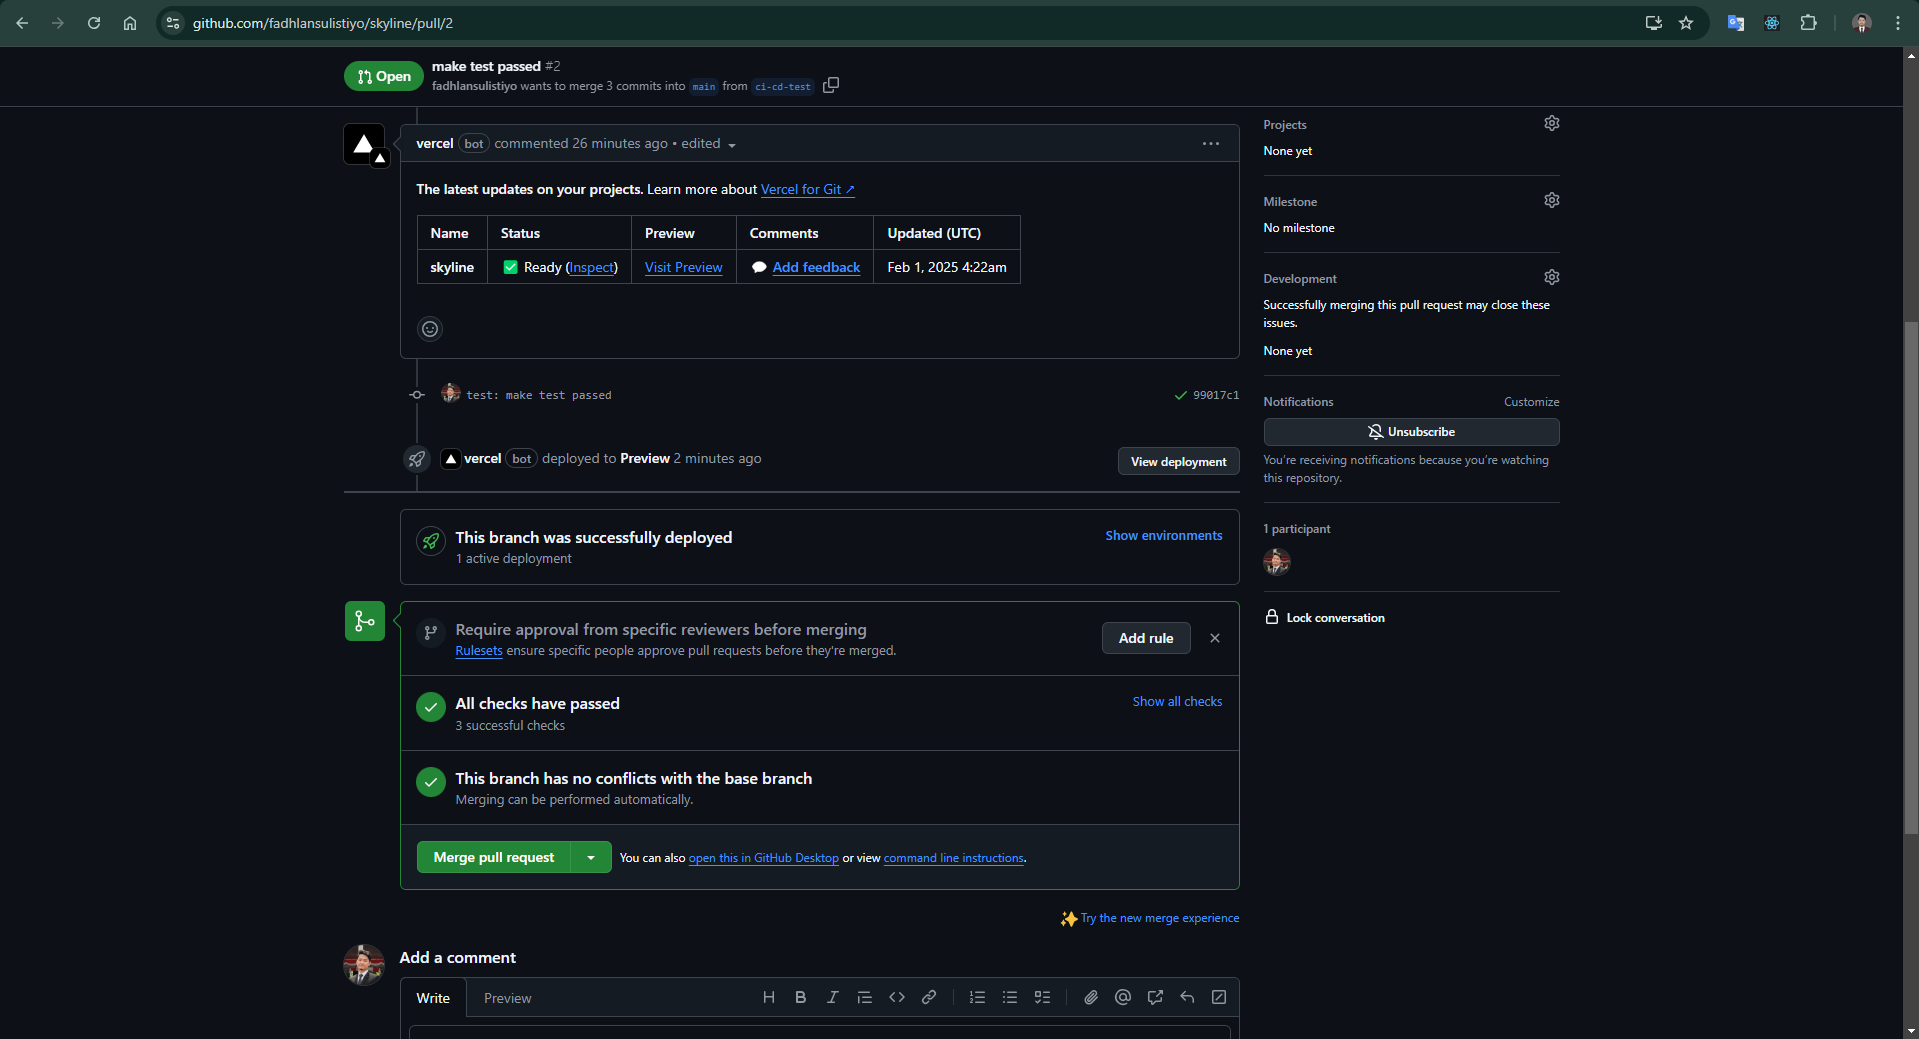 github.com/fadhlansulistiyo/skyline/pull/2
Open
make test passed #2
fadhlansulistiyo wants to merge 3 commits into main from ci-cd-test
vercel bot commented 26 minutes ago • edited
The latest updates on your projects. Learn more about Vercel for Git ↗
Name Status Preview Comments Updated (UTC)
skyline ✅ Ready (Inspect) Visit Preview 💬 Add feedback Feb 1, 2025 4:22am
test: make test passed 99017c1
vercel bot deployed to Preview 2 minutes ago View deployment
This branch was successfully deployed Show environments
1 active deployment
Require approval from specific reviewers before merging
Rulesets ensure specific people approve pull requests before they're merged.
Add rule
All checks have passed Show all checks
3 successful checks
This branch has no conflicts with the base branch
Merging can be performed automatically.
Merge pull request You can also open this in GitHub Desktop or view command line instructions.
✨ Try the new merge experience
Add a comment
Write Preview
Projects
None yet
Milestone
No milestone
Development
Successfully merging this pull request may close these
issues.
None yet
Notifications Customize
Unsubscribe
You're receiving notifications because you're watching
this repository.
1 participant
Lock conversation